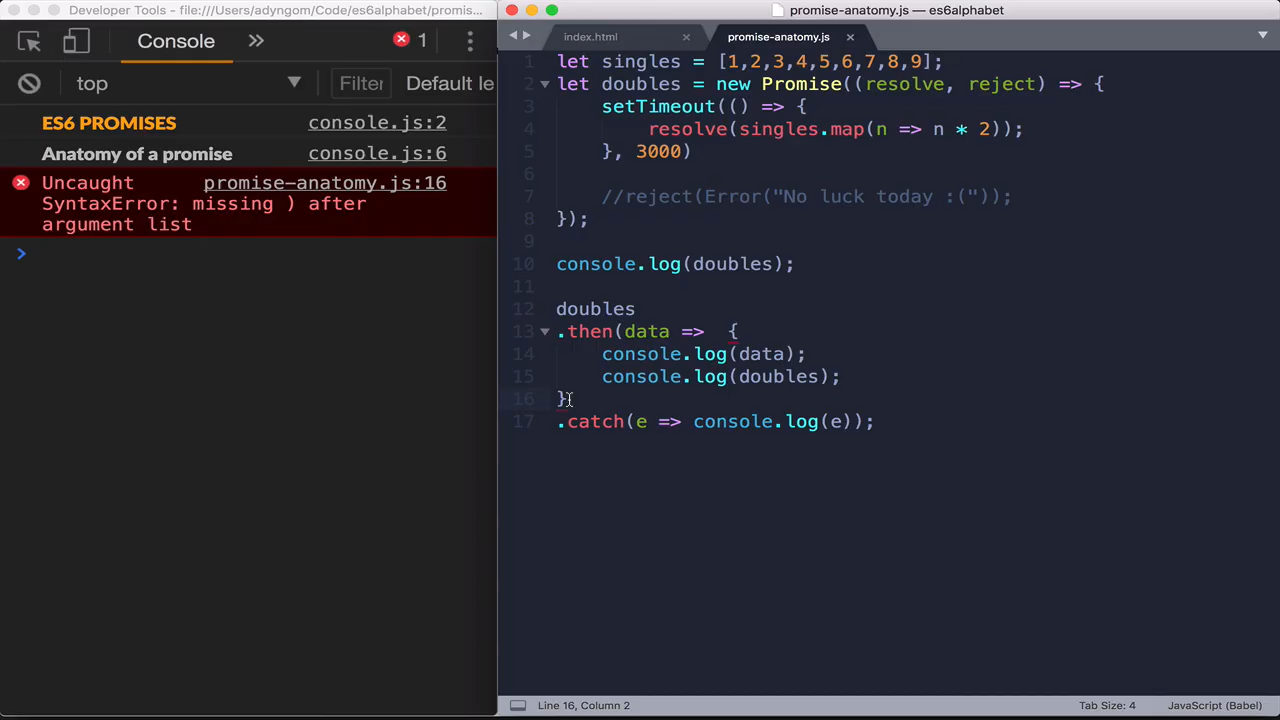 Developer Tools - file:///Users/adyngom/Code/es6alphabet/promis...
Console » 1
top Filter Default le
ES6 PROMISES console.js:2
Anatomy of a promise console.js:6
Uncaught promise-anatomy.js:16
SyntaxError: missing ) after
argument list
>
promise-anatomy.js — es6alphabet
index.html promise-anatomy.js
1 let singles = [1,2,3,4,5,6,7,8,9];
2 let doubles = new Promise((resolve, reject) => {
3 setTimeout(() => {
4 resolve(singles.map(n => n * 2));
5 }, 3000)
6
7 //reject(Error("No luck today :("));
8 });
9
10 console.log(doubles);
11
12 doubles
13 .then(data =>  {
14 console.log(data);
15 console.log(doubles);
16 }
17 .catch(e => console.log(e));
Line 16, Column 2 Tab Size: 4 JavaScript (Babel)